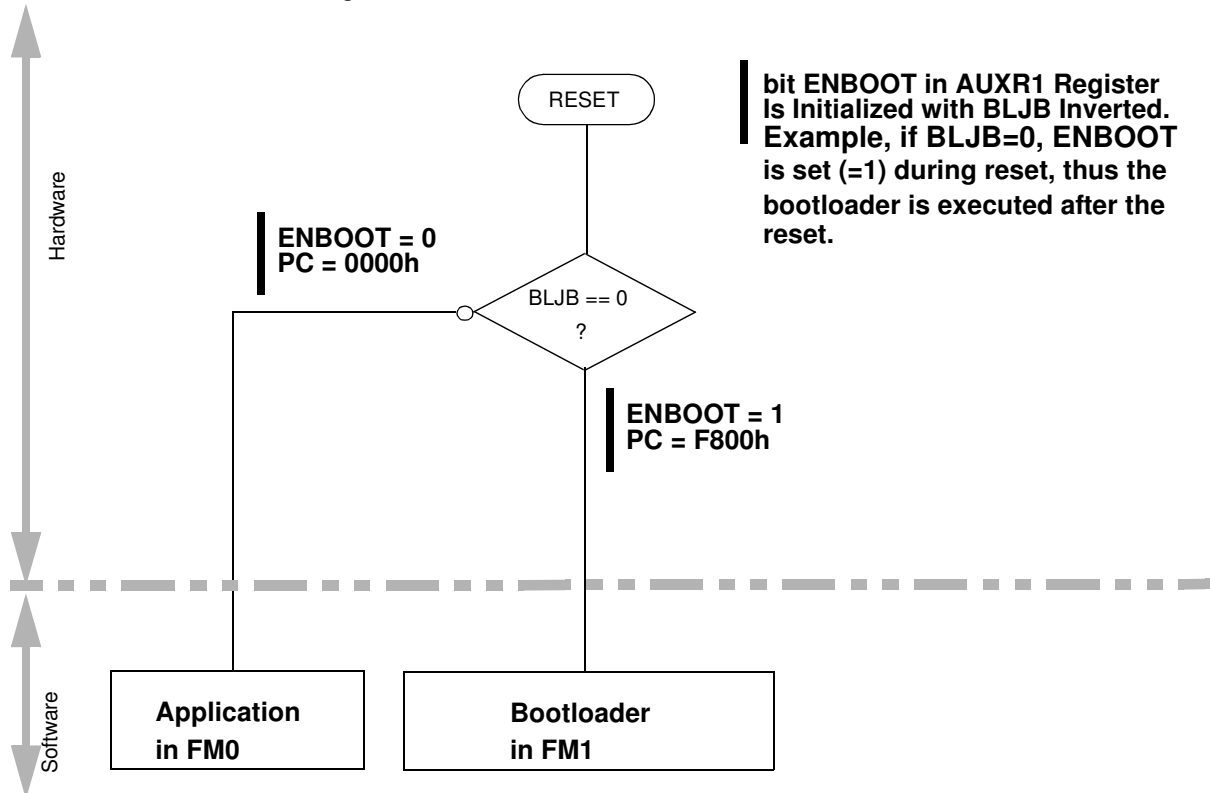 RESET
bit ENBOOT in AUXR1 Register
Is Initialized with BLJB Inverted.
Example, if BLJB=0, ENBOOT
is set (=1) during reset, thus the
bootloader is executed after the
reset.
Hardware
ENBOOT = 0
PC = 0000h
BLJB == 0
?
ENBOOT = 1
PC = F800h
Software
Application
in FM0
Bootloader
in FM1